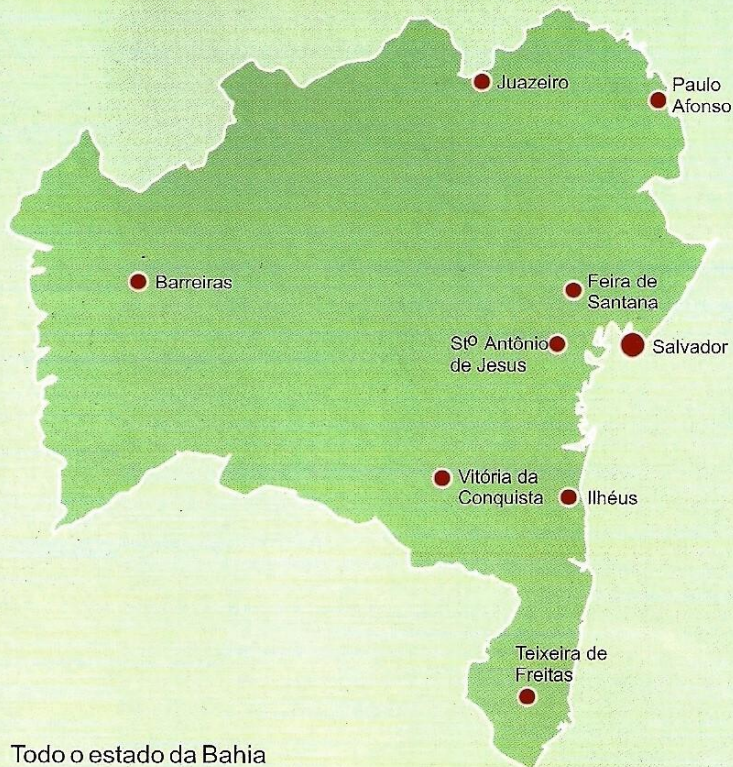 Juazeiro
Paulo
Afonso
Barreiras
Feira de
Santana
Stº Antônio
de Jesus
Salvador
Vitória da
Conquista
Ilhéus
Teixeira de
Freitas
Todo o estado da Bahia